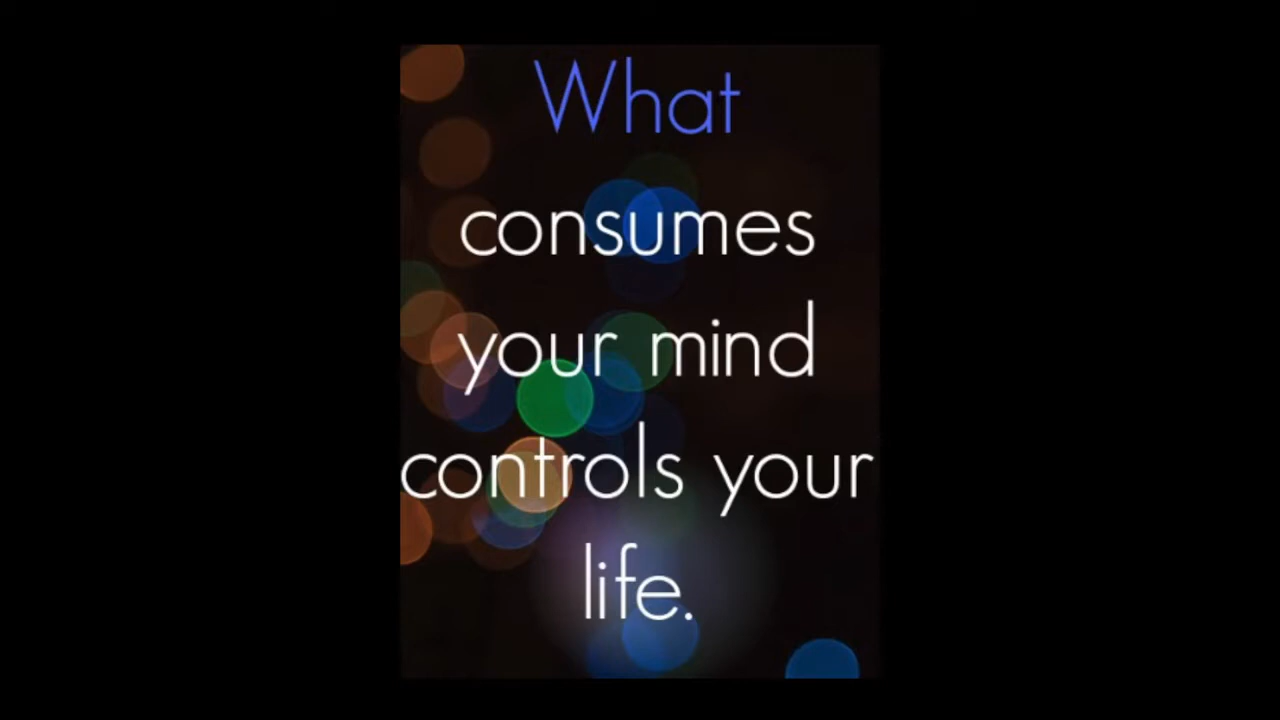 What
consumes
your mind
controls your
life.